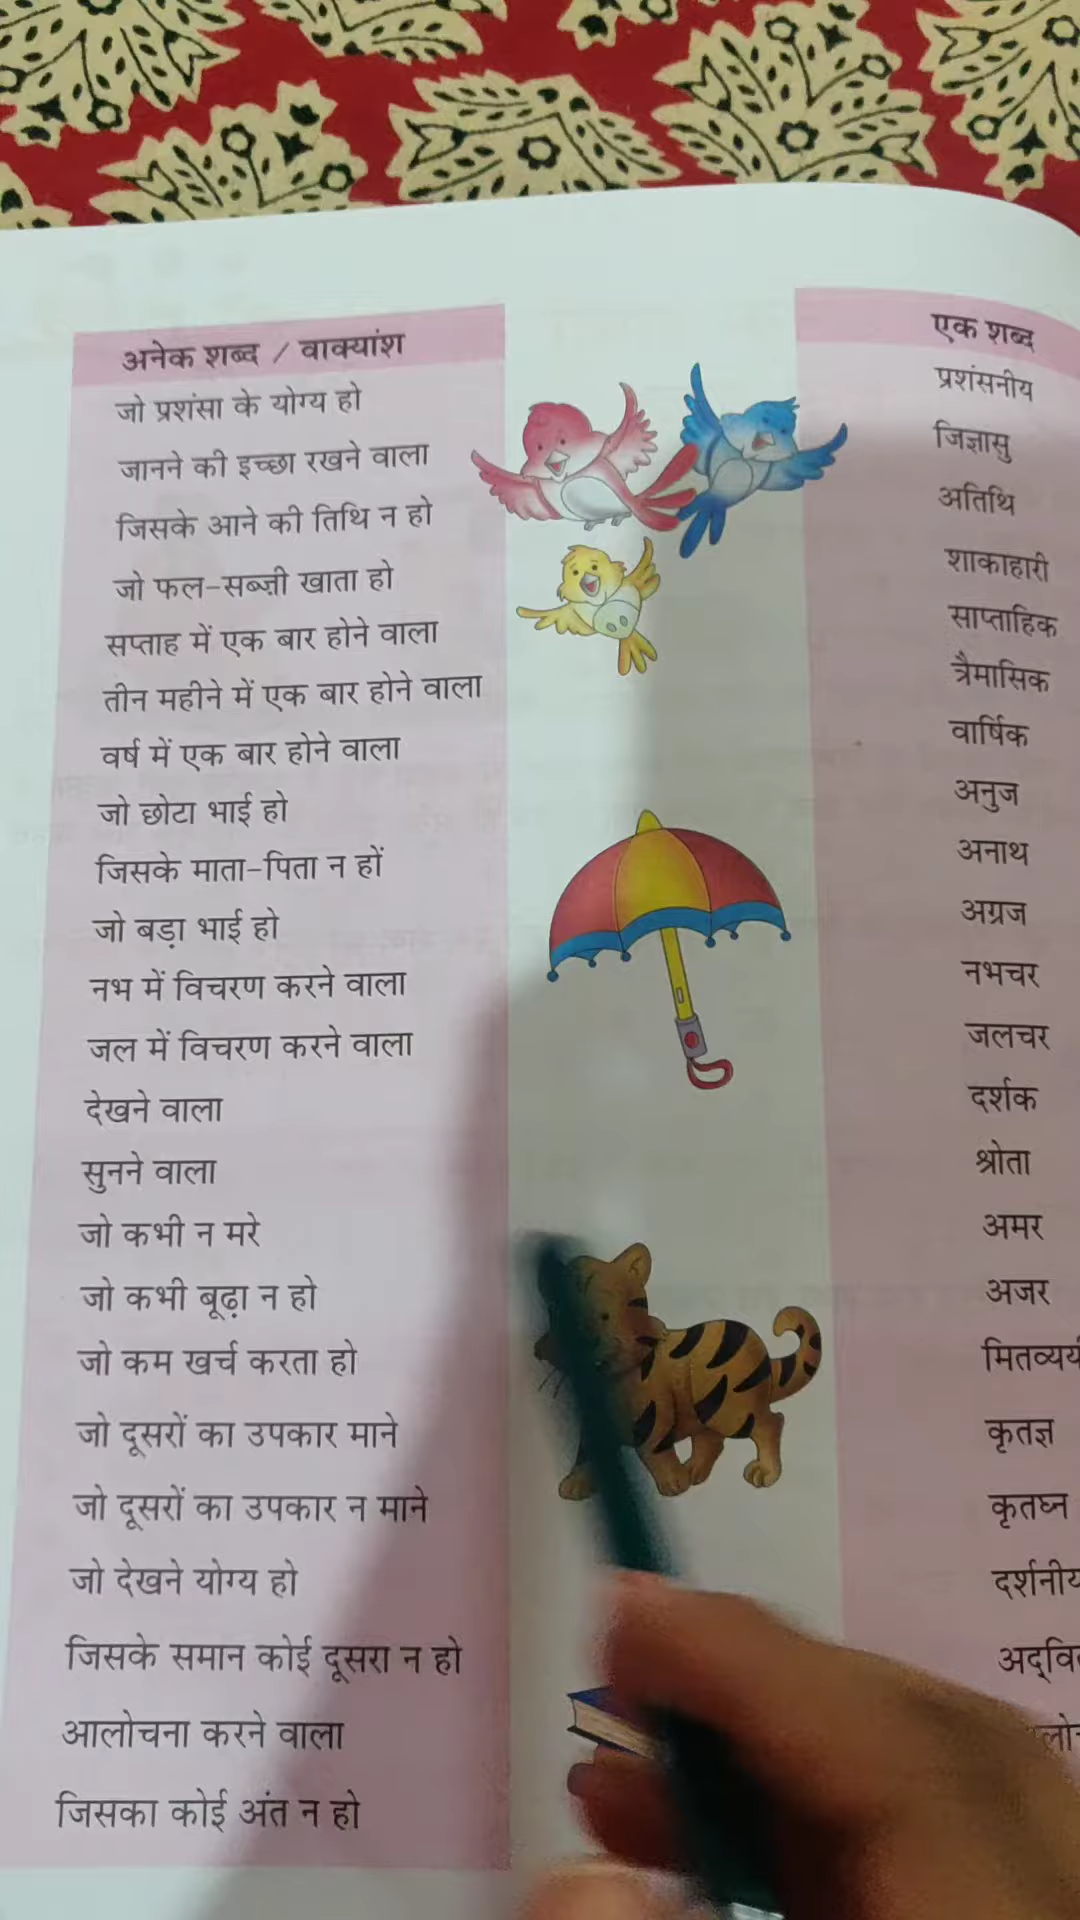 अनेक शब्द / वाक्यांश एक शब्द
जो प्रशंसा के योग्य हो प्रशंसनीय
जानने की इच्छा रखने वाला जिज्ञासु
जिसके आने की तिथि न हो अतिथि
जो फल-सब्ज़ी खाता हो शाकाहारी
सप्ताह में एक बार होने वाला साप्ताहिक
तीन महीने में एक बार होने वाला त्रैमासिक
वर्ष में एक बार होने वाला वार्षिक
जो छोटा भाई हो अनुज
जिसके माता-पिता न हों अनाथ
जो बड़ा भाई हो अग्रज
नभ में विचरण करने वाला नभचर
जल में विचरण करने वाला जलचर
देखने वाला दर्शक
सुनने वाला श्रोता
जो कभी न मरे अमर
जो कभी बूढ़ा न हो अजर
जो कम खर्च करता हो
जो दूसरों का उपकार माने कृतज्ञ
जो दूसरों का उपकार न माने कृतघ्न
जो देखने योग्य हो दर्शनीय
जिसके समान कोई दूसरा न हो
आलोचना करने वाला
जिसका कोई अंत न हो